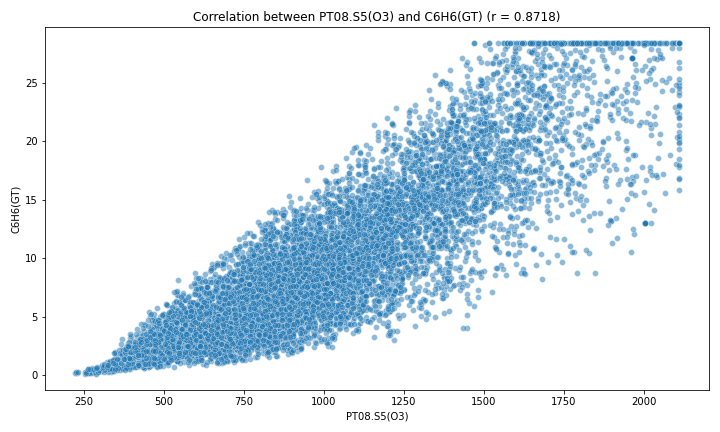 Correlation between PT08.S5(O3) and C6H6(GT) (r = 0.8718)
25
20
15
10
5
0
C6H6(GT)
250 500 750 1000 1250 1500 1750 2000
PT08.S5(O3)